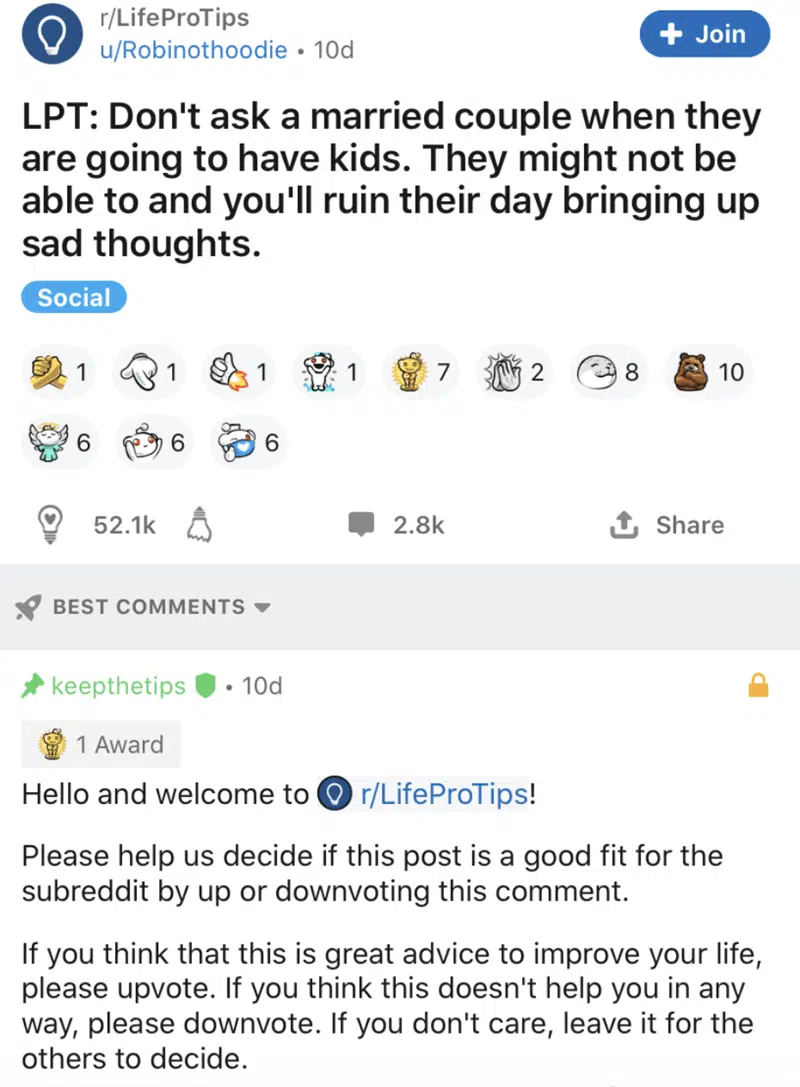 r/LifeProTips
u/Robinothoodie • 10d
+ Join
LPT: Don't ask a married couple when they
are going to have kids. They might not be
able to and you'll ruin their day bringing up
sad thoughts.
Social
1 1 1 1 7 2 8 10
6 6 6
52.1k 2.8k Share
BEST COMMENTS
keepthetips • 10d
1 Award
Hello and welcome to r/LifeProTips!
Please help us decide if this post is a good fit for the
subreddit by up or downvoting this comment.
If you think that this is great advice to improve your life,
please upvote. If you think this doesn't help you in any
way, please downvote. If you don't care, leave it for the
others to decide.